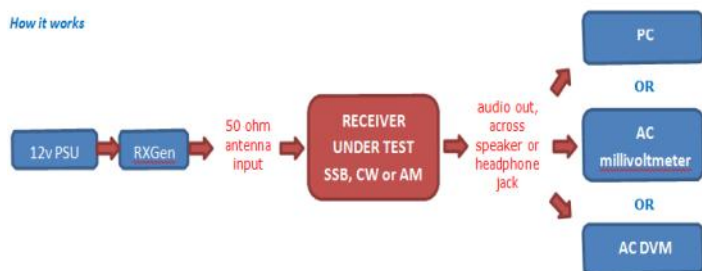 How it works
12v PSU
RXGen
50 ohm
antenna
input
RECEIVER
UNDER TEST
SSB, CW or AM
audio out,
across
speaker or
headphone
jack
PC
OR
AC
millivoltmeter
OR
AC DVM